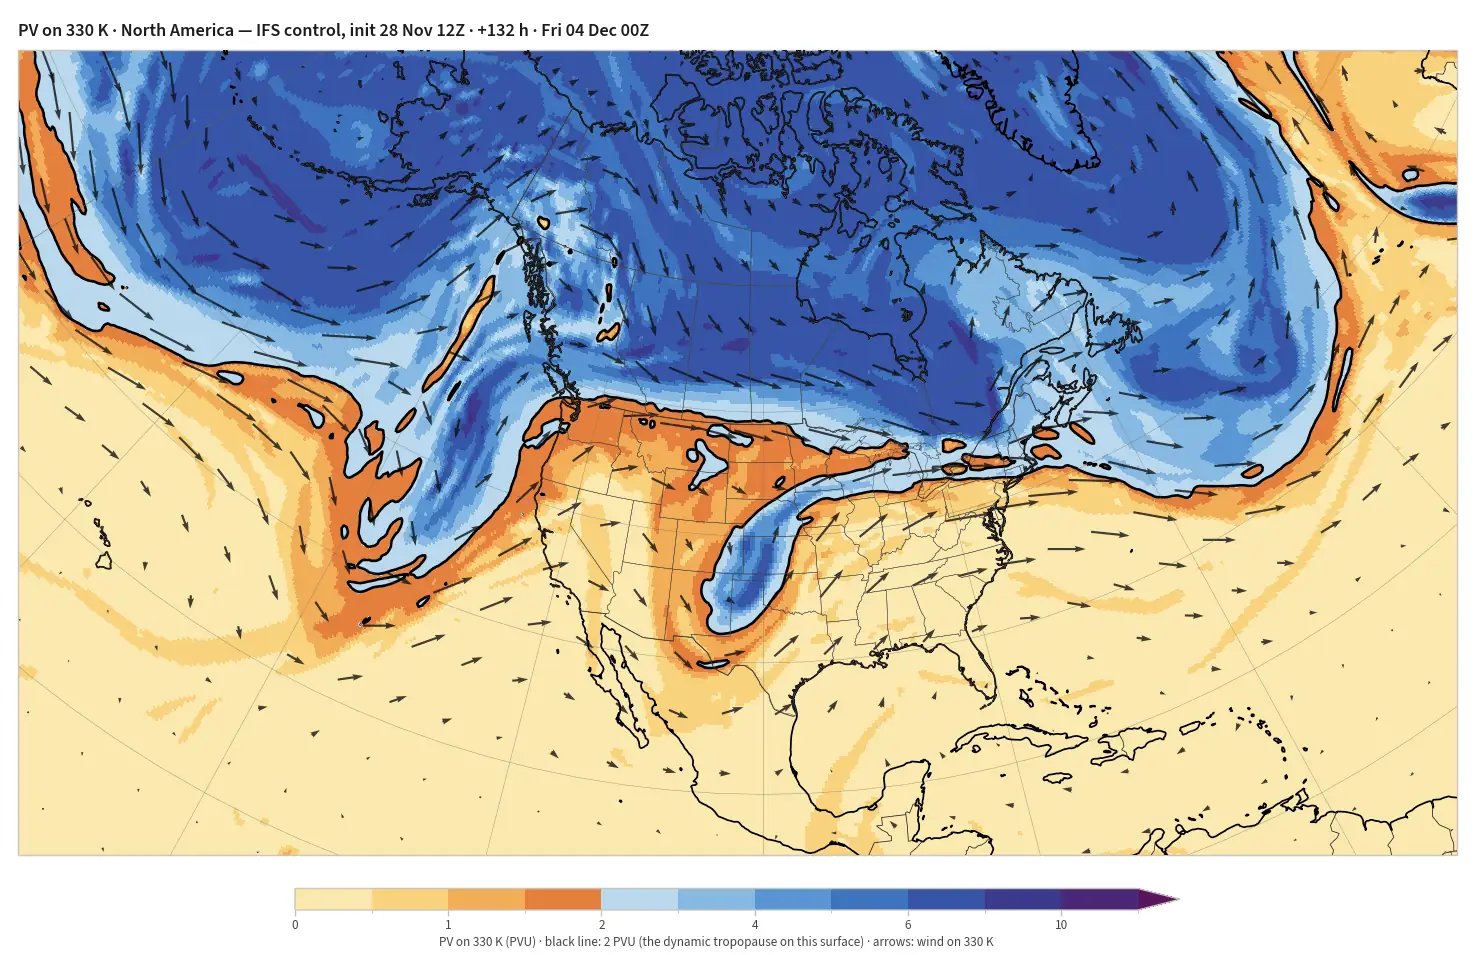 PV on 330 K · North America — IFS control, init 28 Nov 12Z · +132 h · Fri 04 Dec 00Z
0 1 2 4 6 10
PV on 330 K (PVU) · black line: 2 PVU (the dynamic tropopause on this surface) · arrows: wind on 330 K